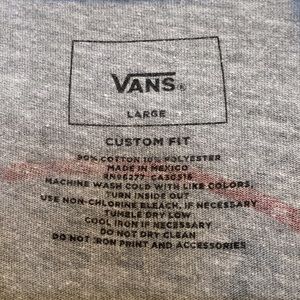 VANS®
LARGE
CUSTOM FIT
90% COTTON 10% POLYESTER
MADE IN MEXICO
MACHINE WASH COLD WITH LIKE COLORS,
TURN INSIDE OUT
USE NON-CHLORINE BLEACH, IF NECESSARY
TUMBLE DRY LOW
COOL IRON IF NECESSARY
DO NOT DRY CLEAN
DO NOT IRON PRINT AND ACCESSORIES